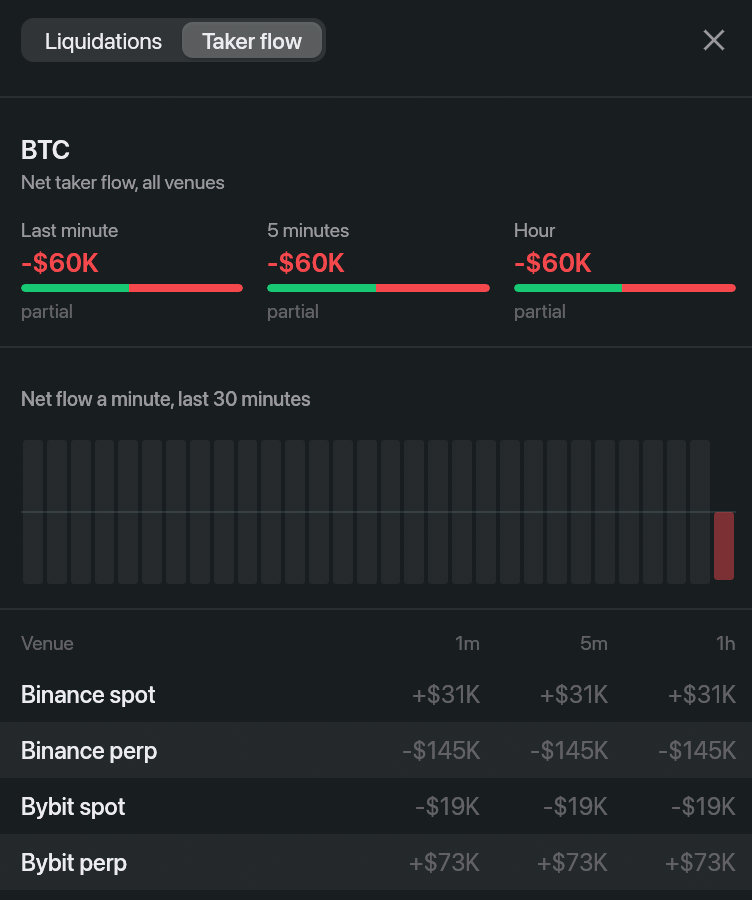 Liquidations Taker flow
BTC
Net taker flow, all venues
Last minute 5 minutes Hour
-$60K -$60K -$60K
partial partial partial
Net flow a minute, last 30 minutes
Venue 1m 5m 1h
Binance spot +$31K +$31K +$31K
Binance perp -$145K -$145K -$145K
Bybit spot -$19K -$19K -$19K
Bybit perp +$73K +$73K +$73K